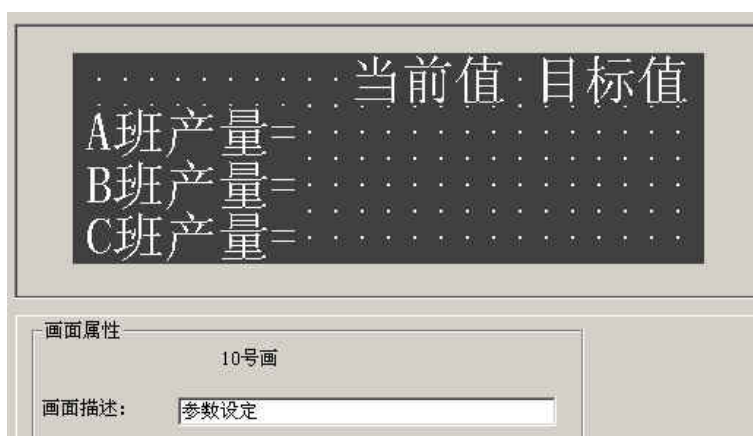 当前值 目标值
A班产量=
B班产量=
C班产量=
画面属性
10号画
画面描述: 参数设定